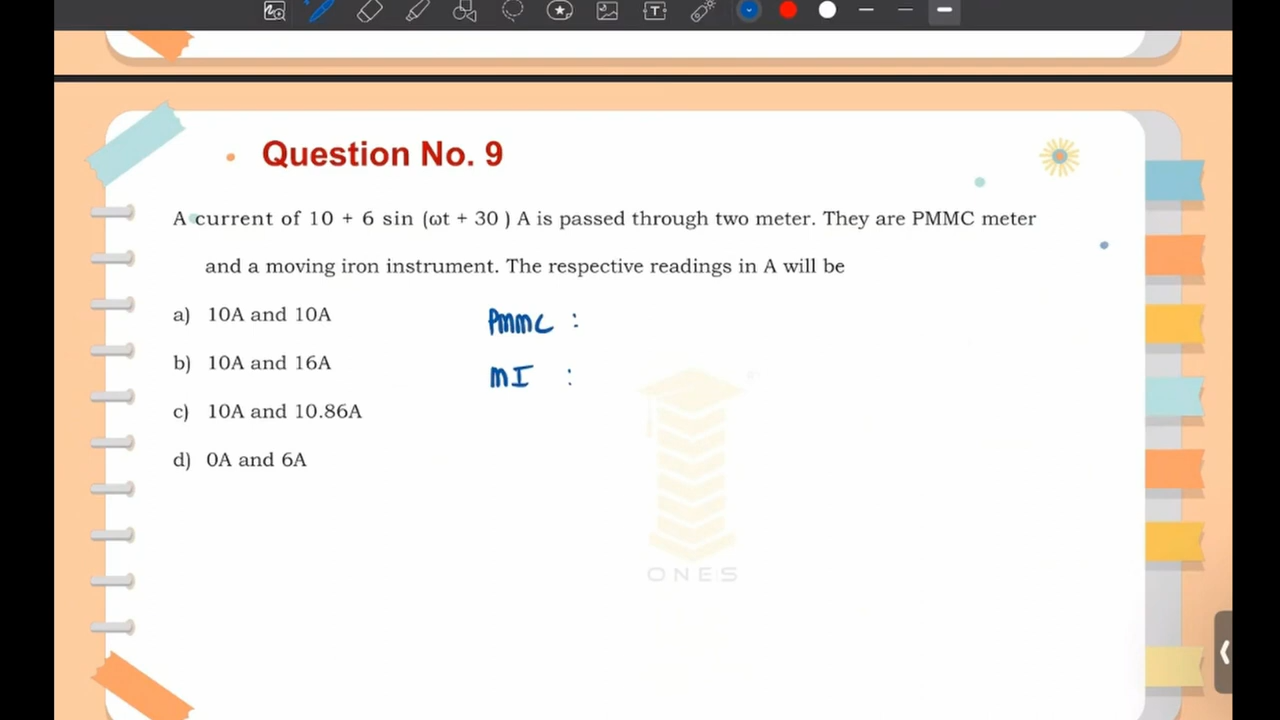 Question No. 9
A current of 10 + 6 sin (ωt + 30 ) A is passed through two meter. They are PMMC meter
and a moving iron instrument. The respective readings in A will be
a) 10A and 10A
b) 10A and 16A
c) 10A and 10.86A
d) 0A and 6A
PMMC :
MI :
ONES